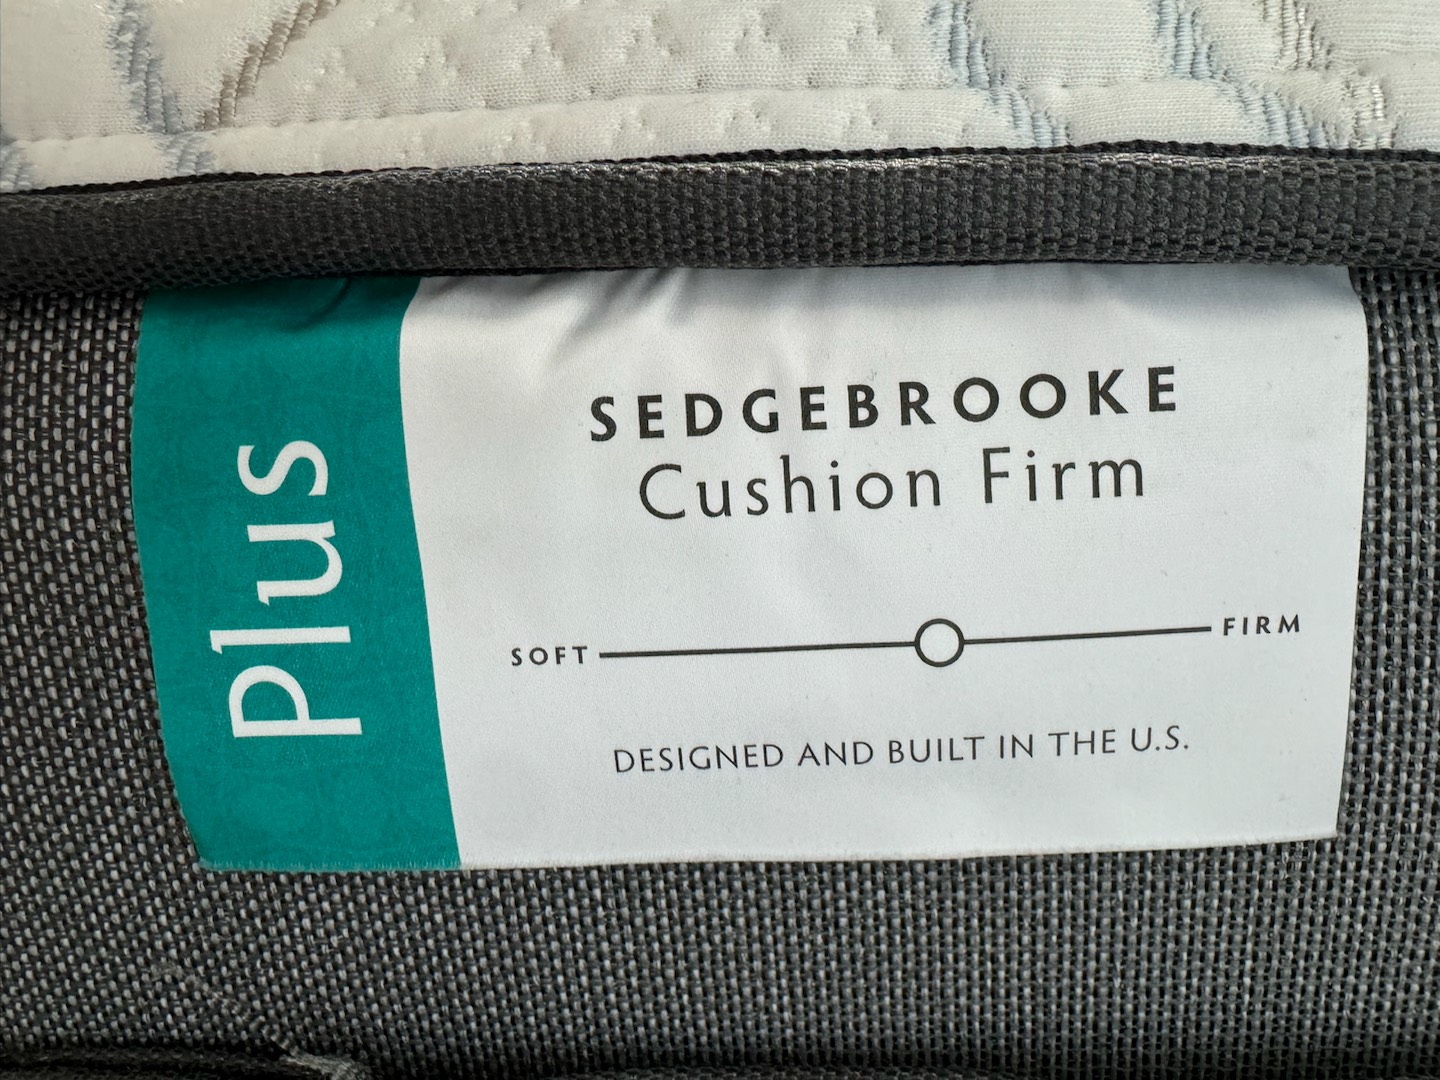 Plus
SEDGEBROOKE
Cushion Firm
SOFT FIRM
DESIGNED AND BUILT IN THE U.S.